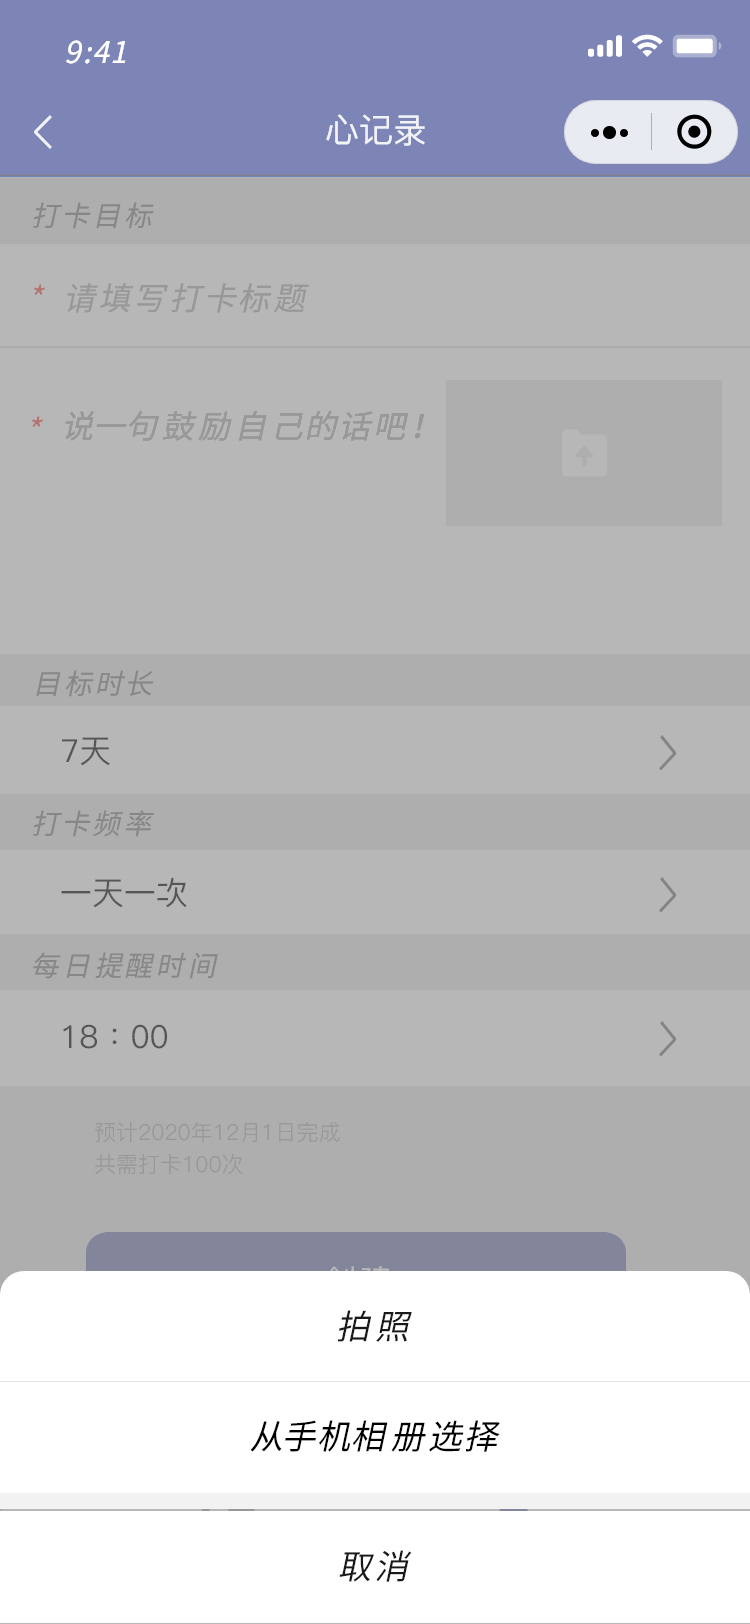 9:41
心记录
打卡目标
* 请填写打卡标题
* 说一句鼓励自己的话吧！
目标时长
7天
打卡频率
一天一次
每日提醒时间
18：00
预计2020年12月1日完成
共需打卡100次
创建
拍照
从手机相册选择
取消